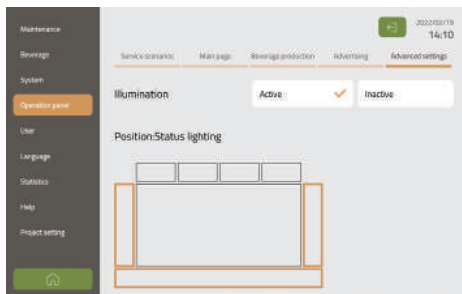 Maintenance
Beverage
System
Operation panel
User
Language
Statistics
Help
Project setting
2022/02/19
14:10
Service scenarios Main page Beverage production Advertising Advanced settings
Illumination Active Inactive
Position:Status lighting